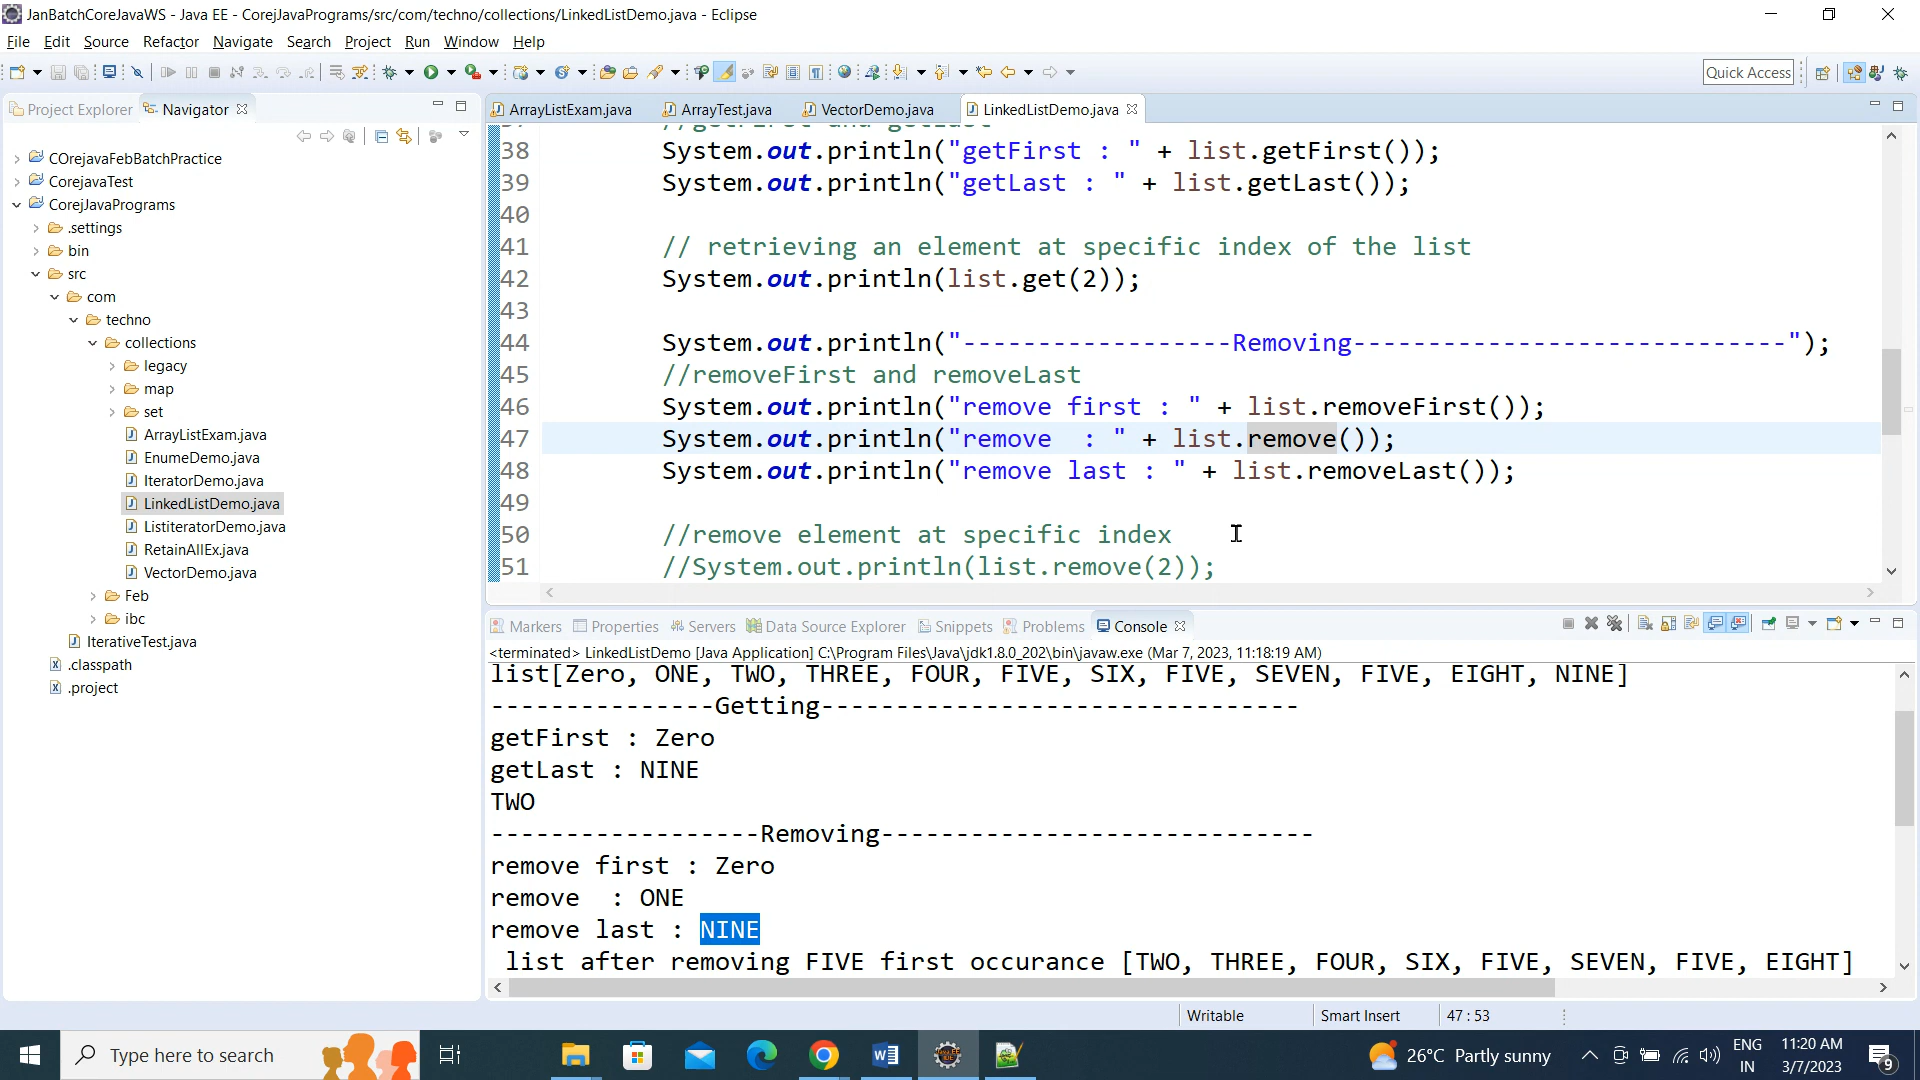 JanBatchCoreJavaWS - Java EE - CorejJavaPrograms/src/com/techno/collections/LinkedListDemo.java - Eclipse
File Edit Source Refactor Navigate Search Project Run Window Help
Quick Access
Project Explorer Navigator
COrejavaFebBatchPractice
CorejavaTest
CorejJavaPrograms
.settings
bin
src
com
techno
collections
legacy
map
set
ArrayListExam.java
EnumeDemo.java
IteratorDemo.java
LinkedListDemo.java
ListiteratorDemo.java
RetainAllEx.java
VectorDemo.java
Feb
ibc
IterativeTest.java
.classpath
.project
ArrayListExam.java ArrayTest.java VectorDemo.java LinkedListDemo.java
37 //getFirst and getLast
38 System.out.println("getFirst : " + list.getFirst());
39 System.out.println("getLast : " + list.getLast());
40
41 // retrieving an element at specific index of the list
42 System.out.println(list.get(2));
43
44 System.out.println("------------------Removing-----------------------------");
45 //removeFirst and removeLast
46 System.out.println("remove first : " + list.removeFirst());
47 System.out.println("remove  : " + list.remove());
48 System.out.println("remove last : " + list.removeLast());
49
50 //remove element at specific index
51 //System.out.println(list.remove(2));
Markers Properties Servers Data Source Explorer Snippets Problems Console
<terminated> LinkedListDemo [Java Application] C:\Program Files\Java\jdk1.8.0_202\bin\javaw.exe (Mar 7, 2023, 11:18:19 AM)
list[Zero, ONE, TWO, THREE, FOUR, FIVE, SIX, FIVE, SEVEN, FIVE, EIGHT, NINE]
---------------Getting--------------------------------
getFirst : Zero
getLast : NINE
TWO
------------------Removing-----------------------------
remove first : Zero
remove  : ONE
remove last : NINE
list after removing FIVE first occurance [TWO, THREE, FOUR, SIX, FIVE, SEVEN, FIVE, EIGHT]
Writable Smart Insert 47 : 53
Type here to search
26°C Partly sunny
ENG
IN
11:20 AM
3/7/2023
9